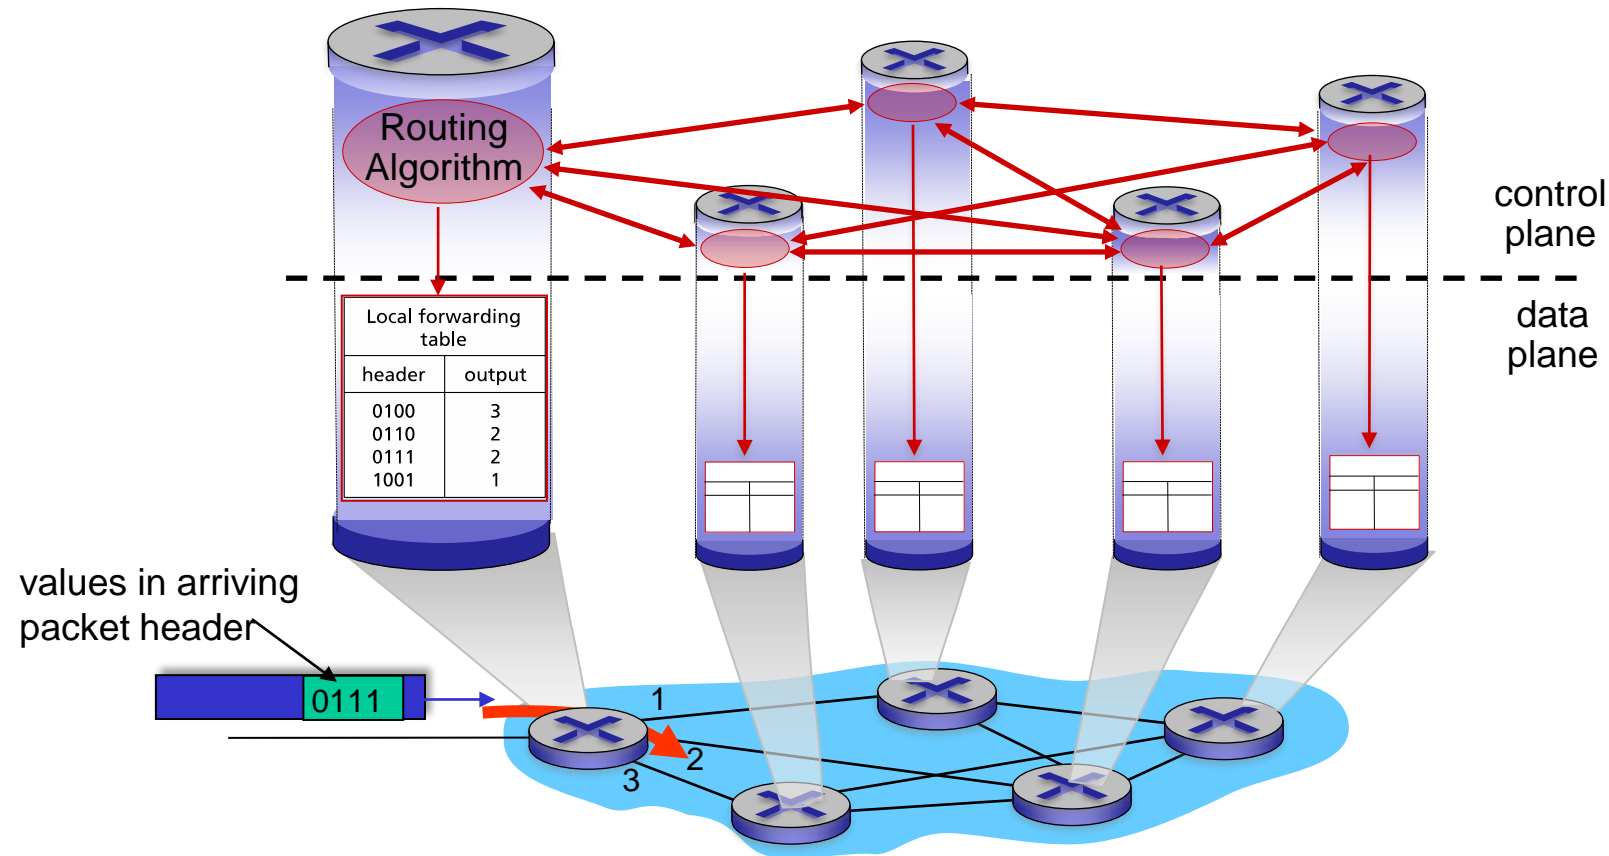 Routing
Algorithm
control
plane
data
plane
Local forwarding
table
header output
0100 3
0110 2
0111 2
1001 1
values in arriving
packet header
0111
1
2
3